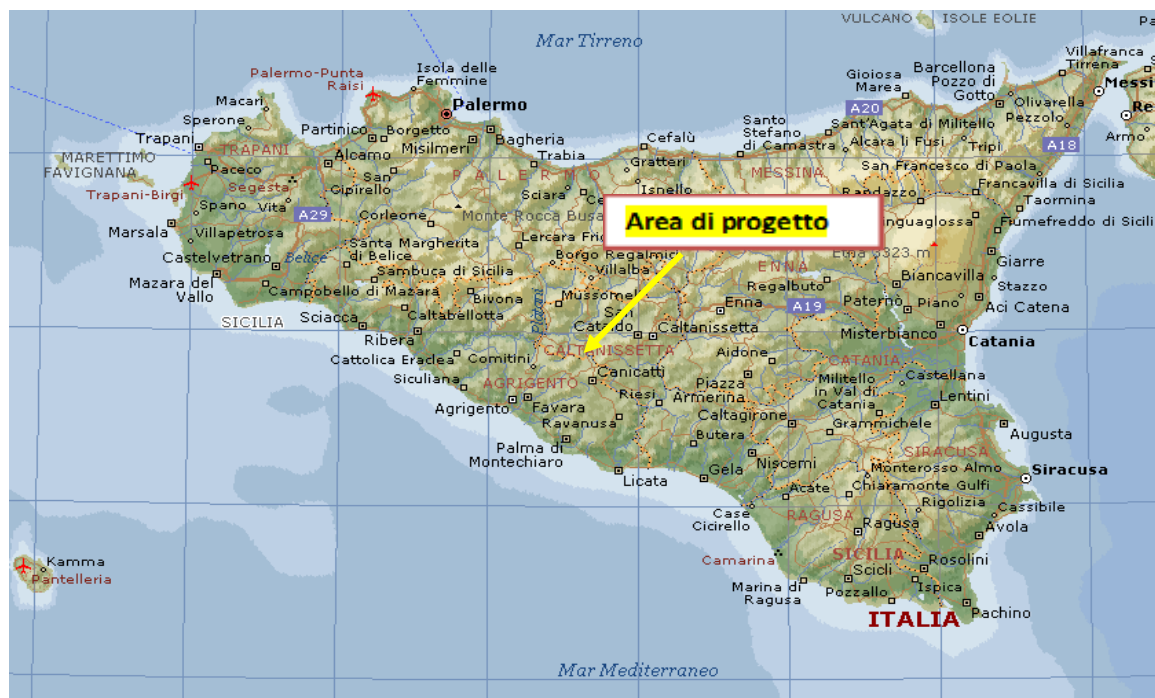 VULCANO
ISOLE EOLIE
Mar Tirreno
Villafranca
Tirrena
Isola delle
Femmine
Palermo-Punta
Raisi
Barcellona
Pozzo di
Gotto
Gioiosa
Marea
Messi
Macari
Palermo
A20
Olivarella
Re
Sperone
Pezzolo
Partinico
Borgetto
Bagheria
Cefalù
Santo
Stefano
di Camastra
Sant'Agata di Militello
Armo
Trapani
Misilmeri
Alcara li Fusi
Tripi
A18
TRAPANI
Alcamo
Trabia
Gratteri
MARETTIMO
FAVIGNANA
Paceco
San
Cipirello
PALERMO
MESSINA
San Francesco di Paola
Trapani-Birgi
Segesta
Sciara
Isnello
Randazzo
Francavilla di Sicilia
Spano
Vita
A29
Corleone
Monte Rocca Busa
Area di progetto
inguaglossa
Taormina
Marsala
Villapetrosa
Santa Margherita
di Belice
Lercara Fri
Fiumefreddo di Sicili
Castelvetrano
Belice
Borgo Regalmici
Etna 3323 m
Giarre
Mazara del
Vallo
Sambuca di Sicilia
Villalba
ENNA
Biancavilla
Stazzo
Campobello di Mazara
Bivona
Mussomel
Regalbuto
Paternò
Piano
Aci Catena
SICILIA
Sciacca
Caltabellotta
Platani
San
Cataldo
Enna
A19
Ribera
Caltanissetta
Misterbianco
Catania
Cattolica Eraclea
Comitini
CALTANISSETTA
Aidone
CATANIA
Siculiana
AGRIGENTO
Canicatti
Piazza
Armerina
Militello
in Val di
Catania
Castellana
Agrigento
Favara
Riesi
Caltagirone
Lentini
Ravanusa
Grammichele
Augusta
Palma di
Montechiaro
Butera
SIRACUSA
Licata
Gela
Niscemi
Monterosso Almo
Siracusa
Acate
Chiaramonte Gulfi
Case
Cicirello
RAGUSA
Rigolizia
Cassibile
Ragusa
Avola
Kamma
Camarina
SICILIA
Rosolini
Pantelleria
Scicli
Marina di
Ragusa
Pozzallo
Ispica
Pachino
ITALIA
Mar Mediterraneo